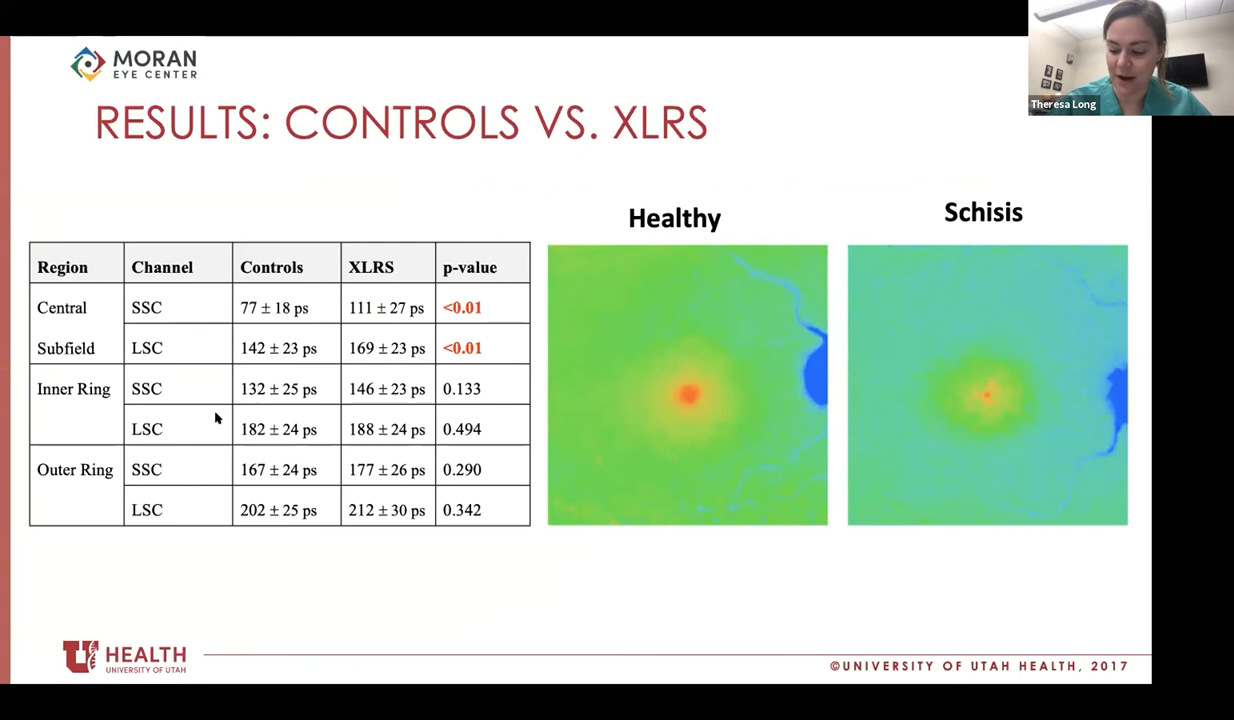 MORAN
EYE CENTER
Theresa Long
RESULTS: CONTROLS VS. XLRS
Healthy
Schisis
Region Channel Controls XLRS p-value
Central SSC 77 ± 18 ps 111 ± 27 ps <0.01
Subfield LSC 142 ± 23 ps 169 ± 23 ps <0.01
Inner Ring SSC 132 ± 25 ps 146 ± 23 ps 0.133
LSC 182 ± 24 ps 188 ± 24 ps 0.494
Outer Ring SSC 167 ± 24 ps 177 ± 26 ps 0.290
LSC 202 ± 25 ps 212 ± 30 ps 0.342
U HEALTH
UNIVERSITY OF UTAH
©UNIVERSITY OF UTAH HEALTH, 2017